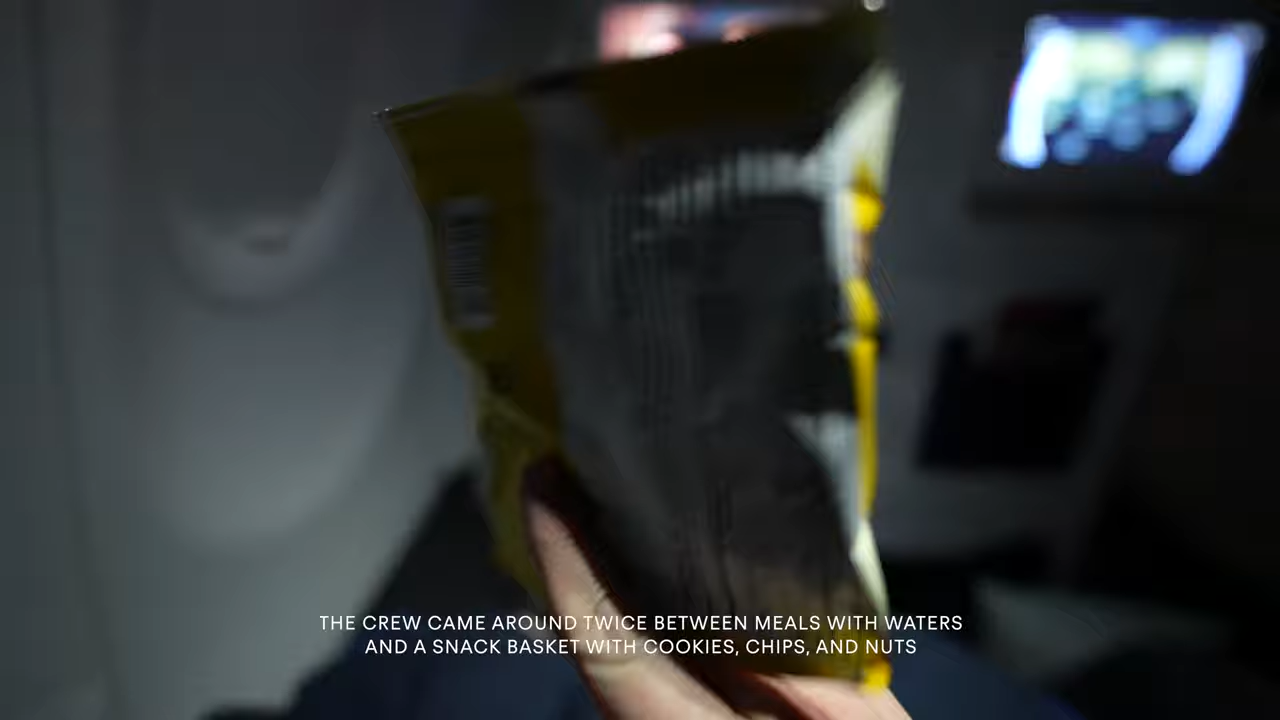 THE CREW CAME AROUND TWICE BETWEEN MEALS WITH WATERS
AND A SNACK BASKET WITH COOKIES, CHIPS, AND NUTS